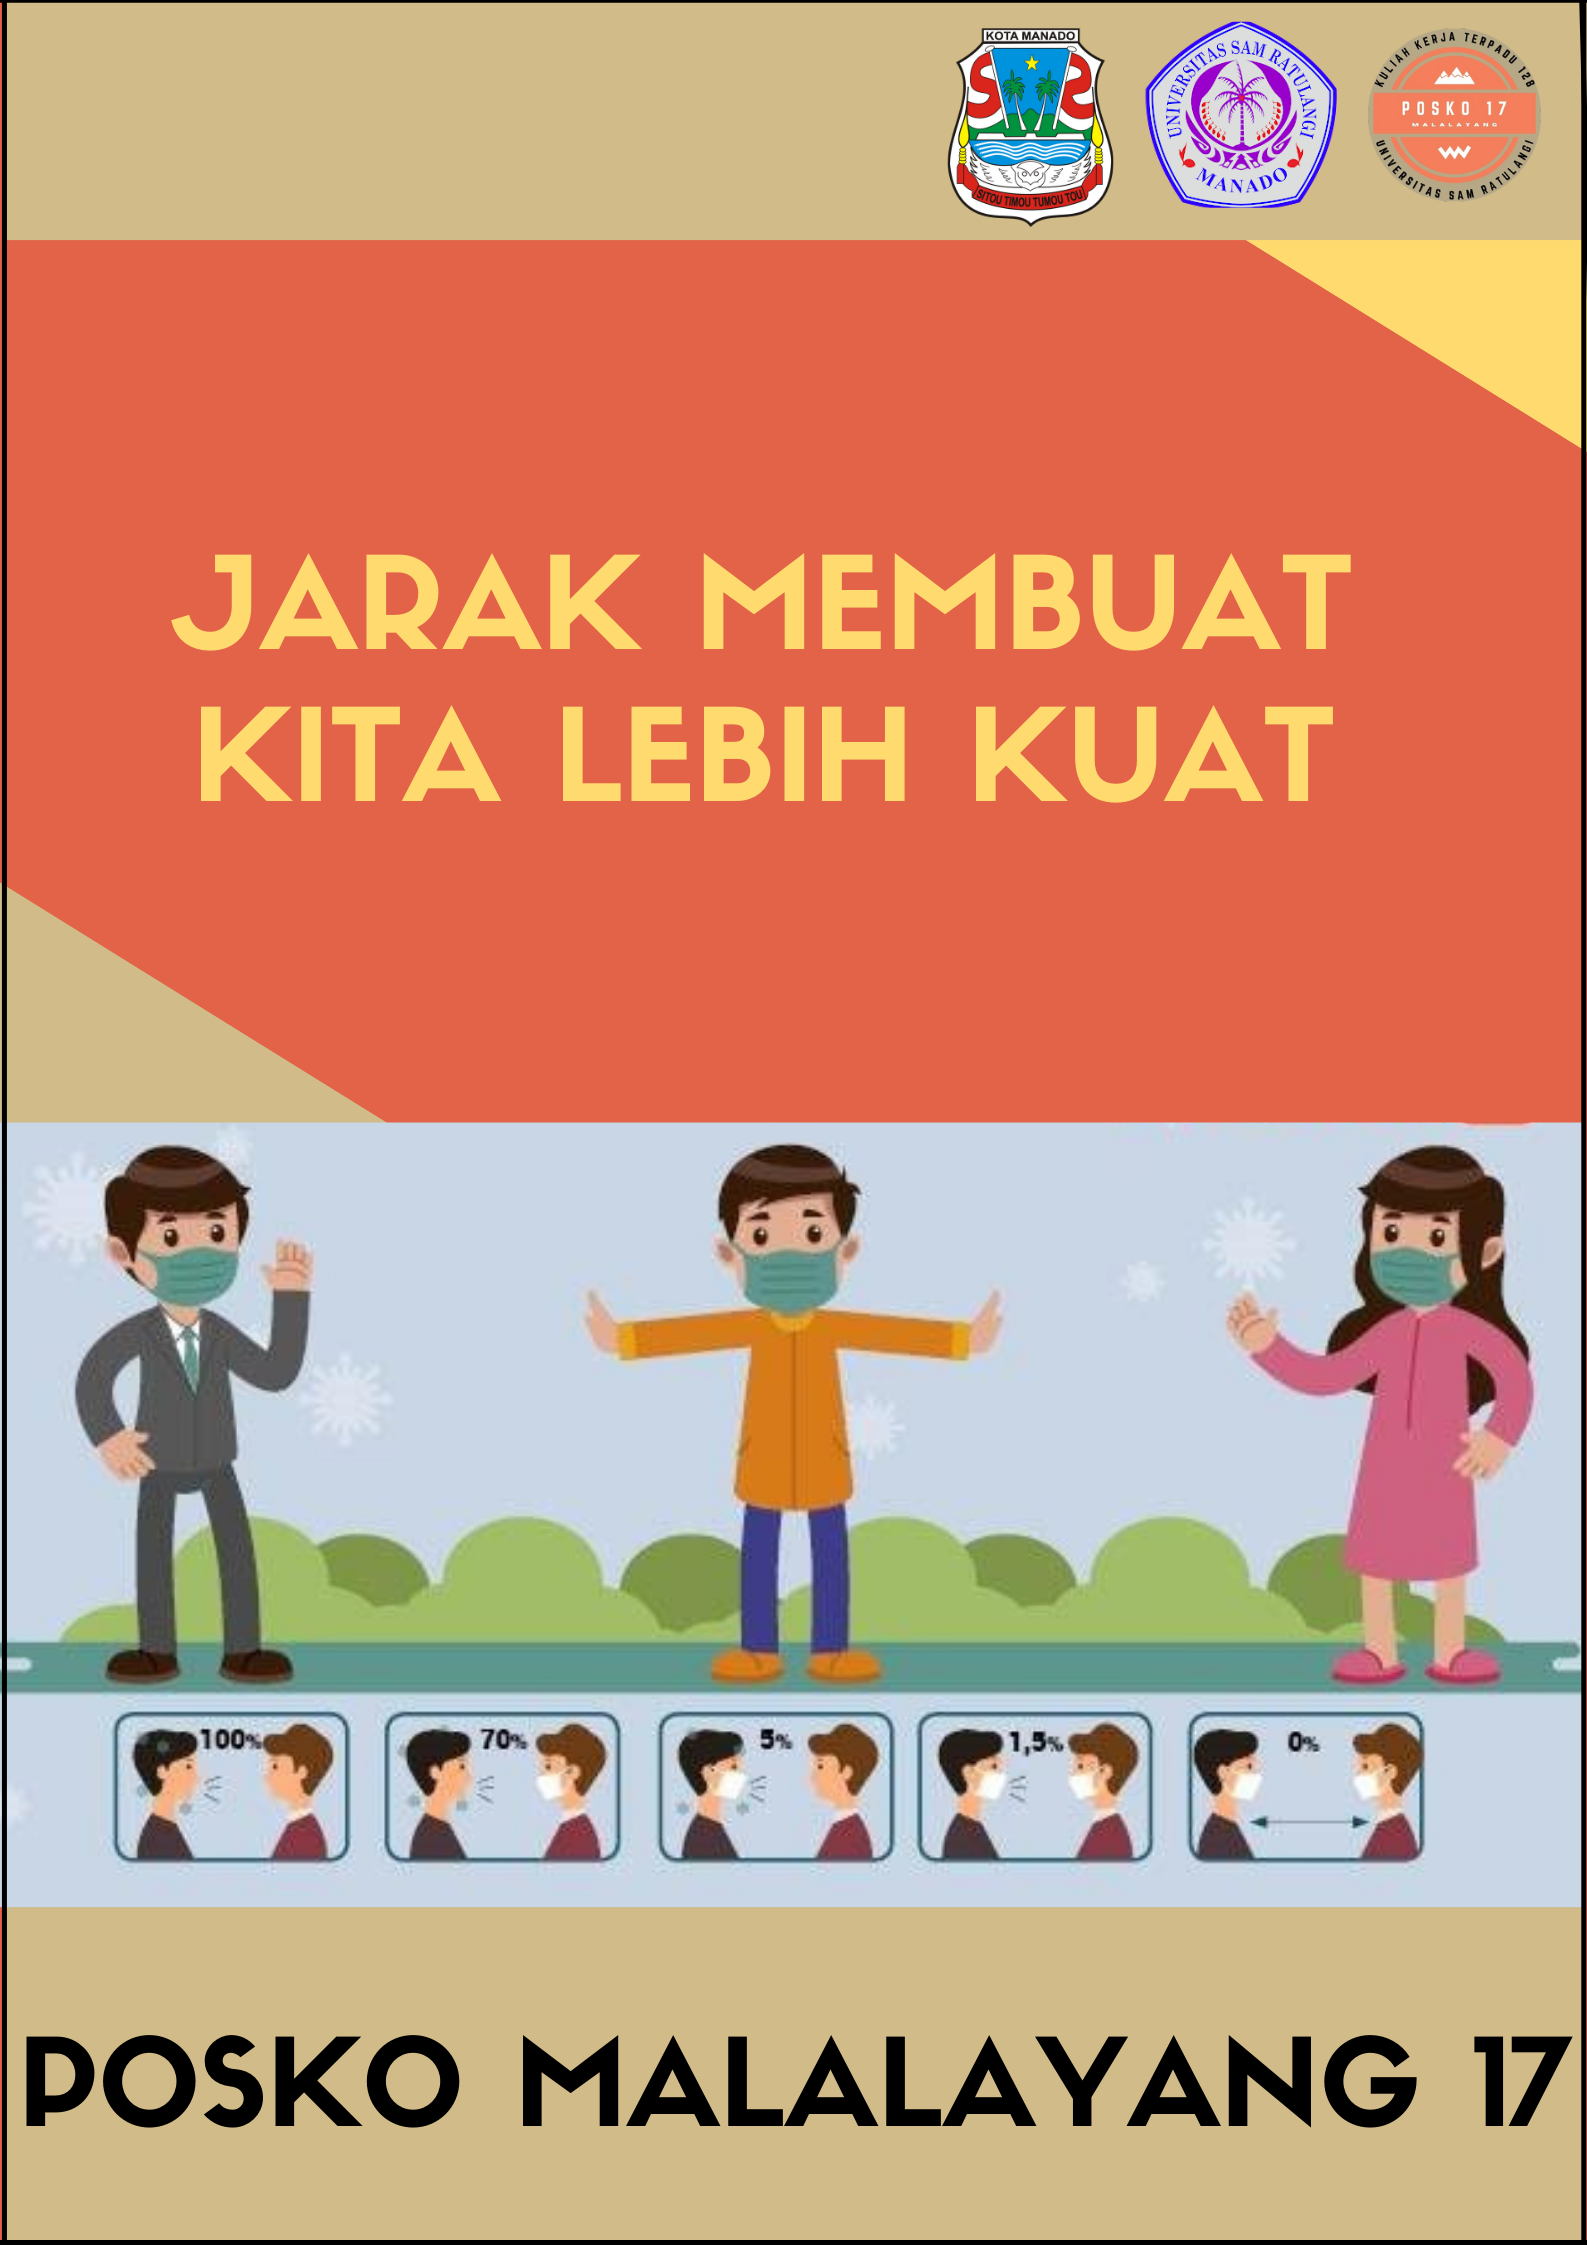 KOTA MANADO
SITOU TIMOU TUMOU TOU
UNIVERSITAS SAM RATULANGI
MANADO
KULIAH KERJA TERPADU 128
POSKO 17
MALALAYANG
UNIVERSITAS SAM RATULANGI
JARAK MEMBUAT
KITA LEBIH KUAT
100% 70% 5% 1,5% 0%
POSKO MALALAYANG 17